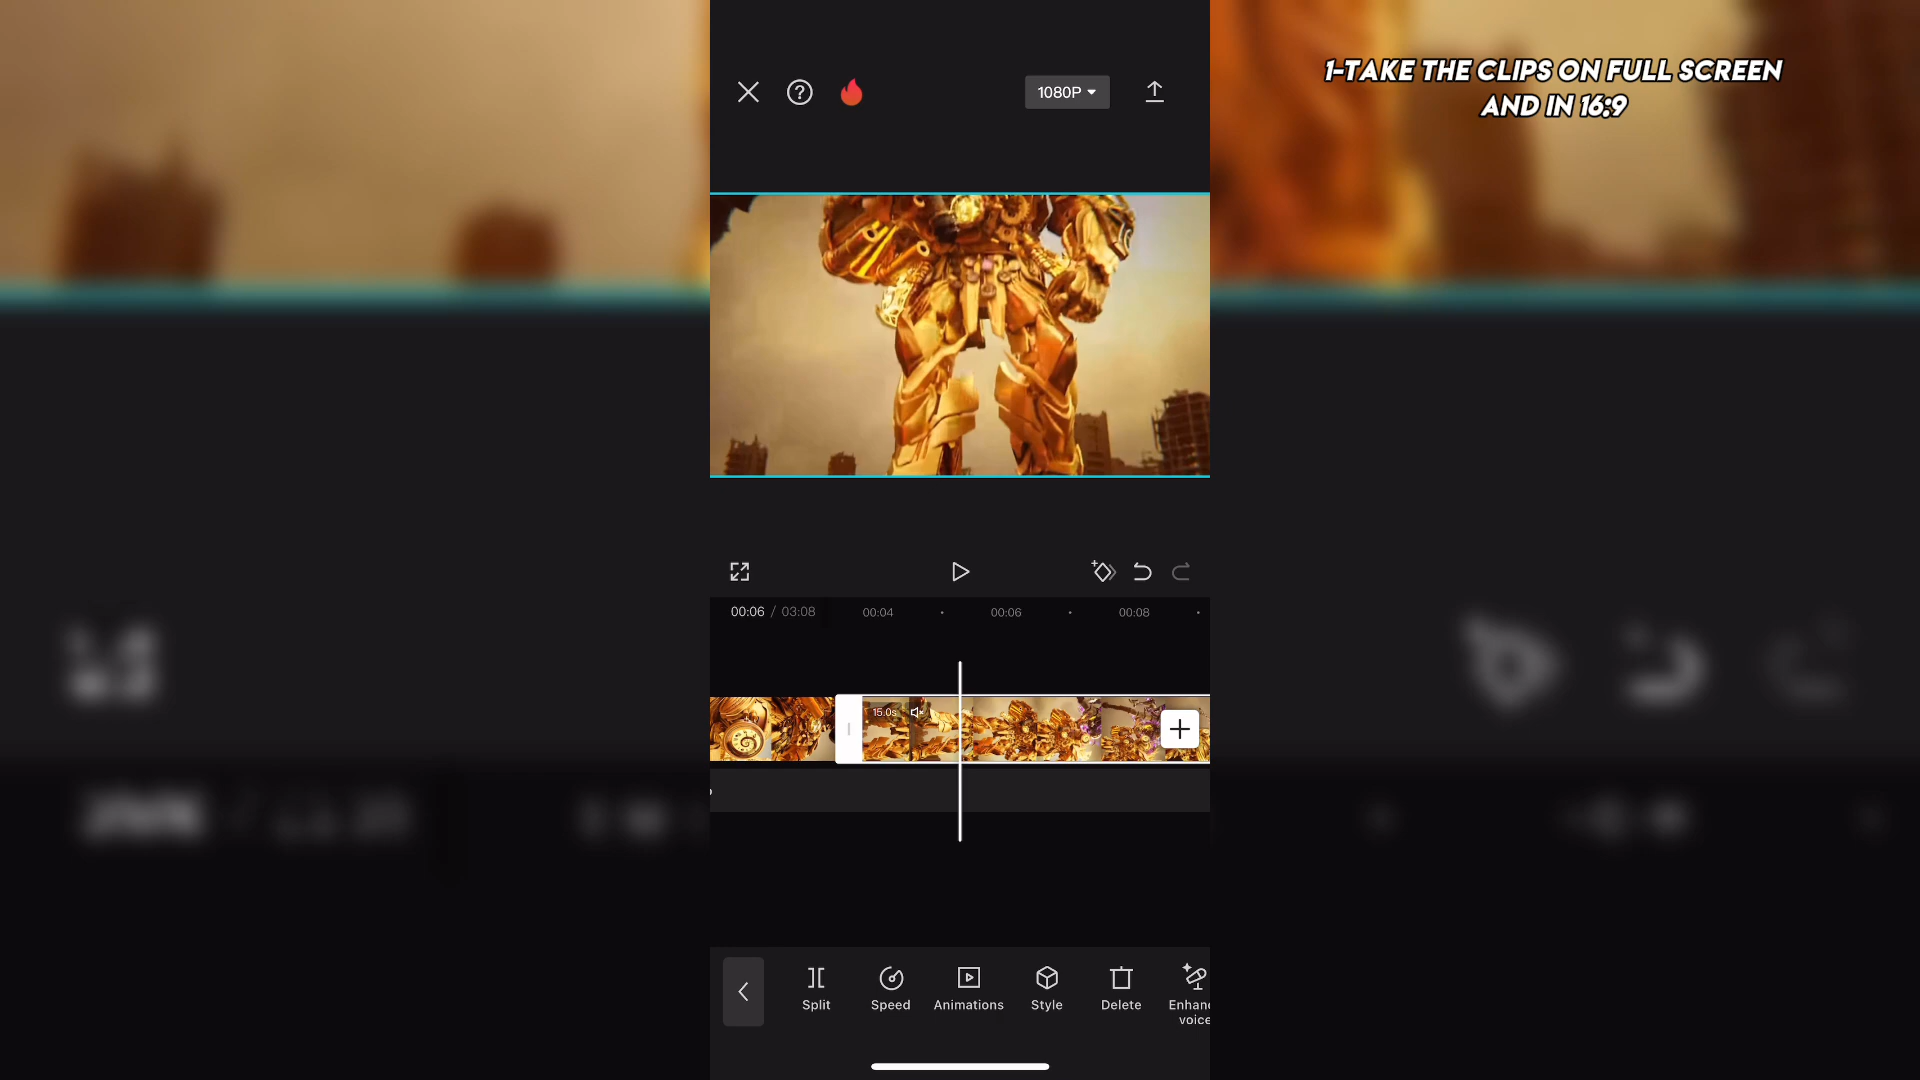 1-TAKE THE CLIPS ON FULL SCREEN
AND IN 16:9
1080P
00:06 / 03:08
00:04
00:06
00:08
15.0s
Split
Speed
Animations
Style
Delete
Enhanc
voice